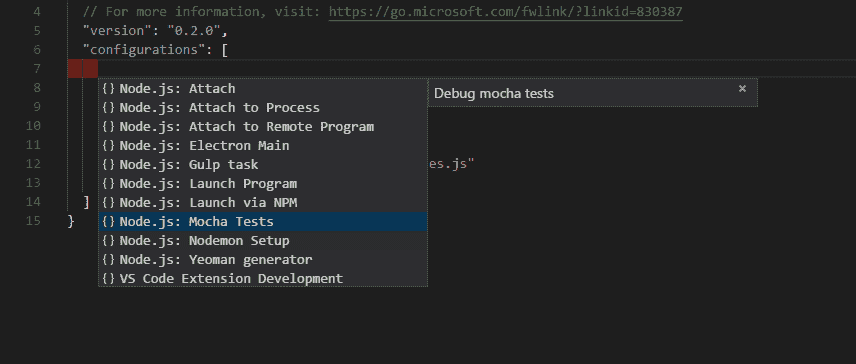 4 // For more information, visit: https://go.microsoft.com/fwlink/?linkid=830387
5 "version": "0.2.0",
6 "configurations": [
7
8 {} Node.js: Attach Debug mocha tests ×
9 {} Node.js: Attach to Process
10 {} Node.js: Attach to Remote Program
11 {} Node.js: Electron Main
12 {} Node.js: Gulp task es.js"
13 {} Node.js: Launch Program
14 ] {} Node.js: Launch via NPM
15 } {} Node.js: Mocha Tests
{} Node.js: Nodemon Setup
{} Node.js: Yeoman generator
{} VS Code Extension Development